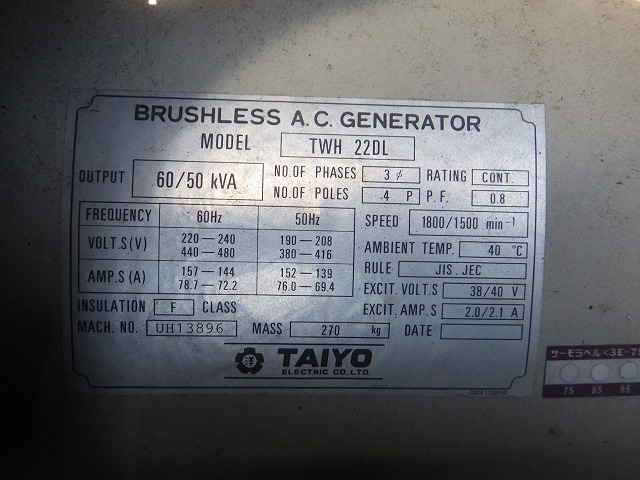 BRUSHLESS A.C. GENERATOR
MODEL TWH 22DL
OUTPUT 60/50 kVA
NO.OF PHASES 3 ø RATING CONT.
NO.OF POLES 4 P P.F. 0.8
FREQUENCY 60Hz 50Hz
VOLT.S(V) 220—240 190—208
440—480 380—416
AMP.S(A) 157—144 152—139
78.7—72.2 76.0—69.4
SPEED 1800/1500 min⁻¹
AMBIENT TEMP. 40 °C
RULE JIS.JEC
EXCIT.VOLT.S 38/40 V
EXCIT.AMP.S 2.0/2.1 A
INSULATION F CLASS
MACH. NO. UH13896 MASS 270 kg DATE
TAIYO
ELECTRIC CO.,LTD.
サーモラベル<3E-75
75 85 95